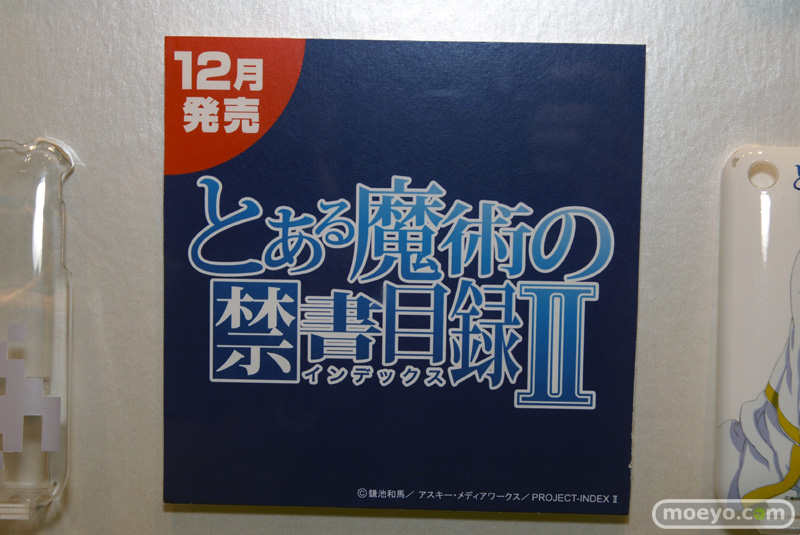 12月
発売
とある魔術の
禁書目録II
インデックス
©鎌池和馬/アスキー・メディアワークス/PROJECT-INDEX II
moeyo.com